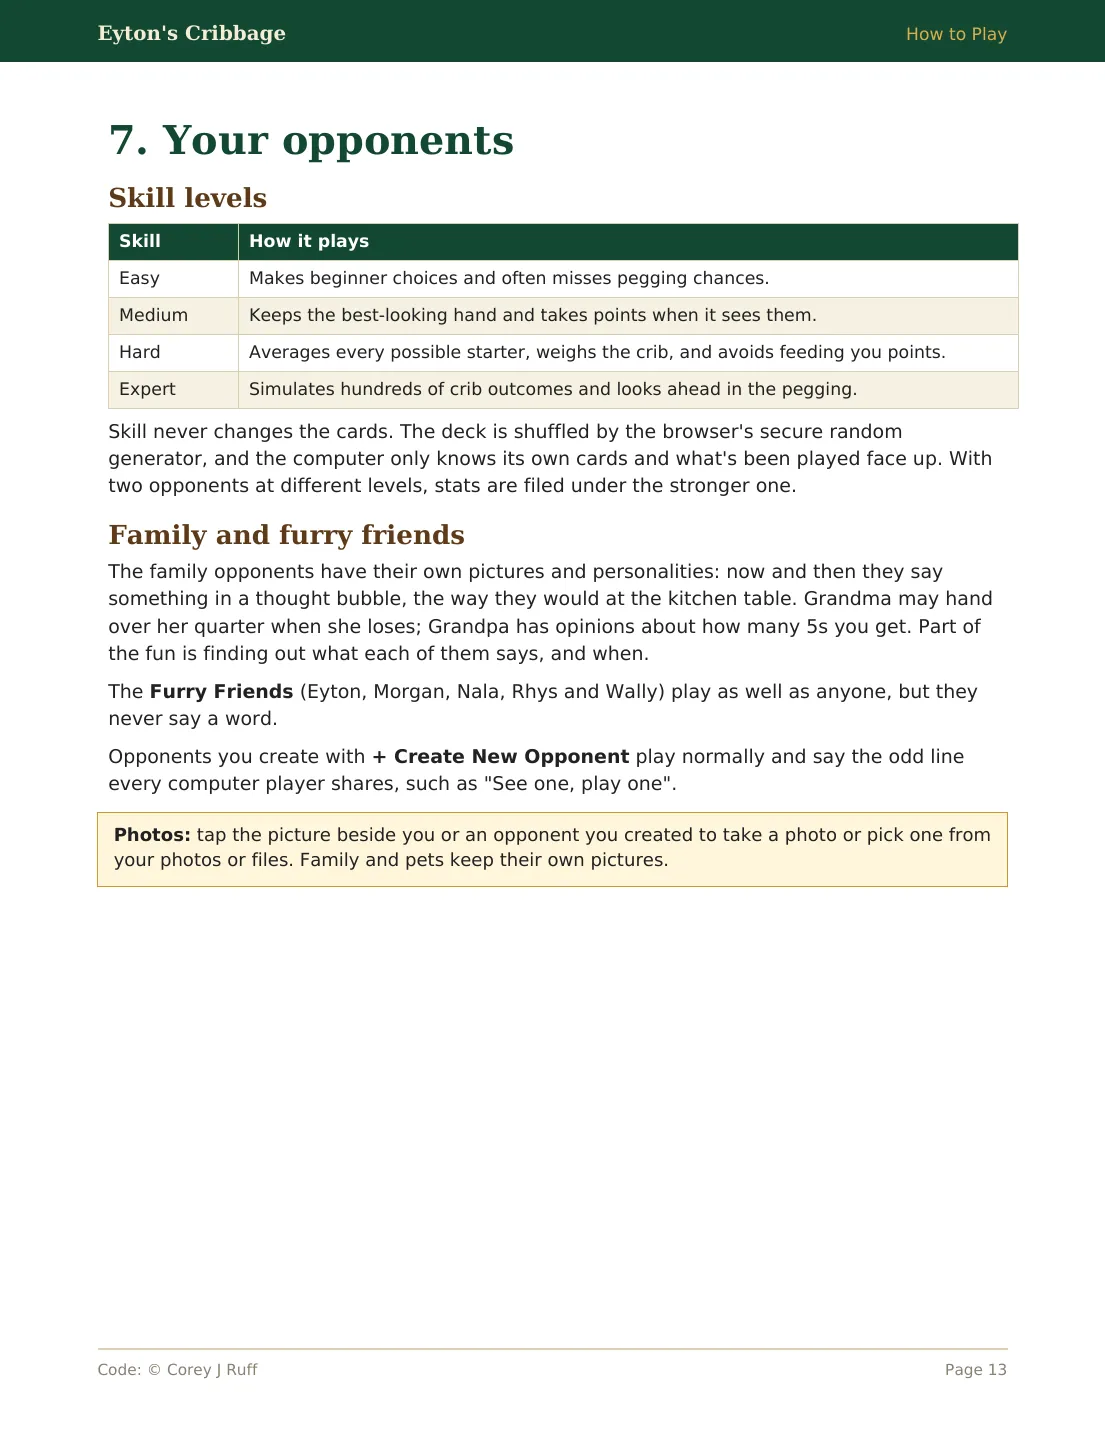 Eyton's Cribbage
How to Play
7. Your opponents
Skill levels
Skill How it plays
Easy Makes beginner choices and often misses pegging chances.
Medium Keeps the best-looking hand and takes points when it sees them.
Hard Averages every possible starter, weighs the crib, and avoids feeding you points.
Expert Simulates hundreds of crib outcomes and looks ahead in the pegging.
Skill never changes the cards. The deck is shuffled by the browser's secure random
generator, and the computer only knows its own cards and what's been played face up. With
two opponents at different levels, stats are filed under the stronger one.
Family and furry friends
The family opponents have their own pictures and personalities: now and then they say
something in a thought bubble, the way they would at the kitchen table. Grandma may hand
over her quarter when she loses; Grandpa has opinions about how many 5s you get. Part of
the fun is finding out what each of them says, and when.
The Furry Friends (Eyton, Morgan, Nala, Rhys and Wally) play as well as anyone, but they
never say a word.
Opponents you create with + Create New Opponent play normally and say the odd line
every computer player shares, such as "See one, play one".
Photos: tap the picture beside you or an opponent you created to take a photo or pick one from
your photos or files. Family and pets keep their own pictures.
Code: © Corey J Ruff
Page 13